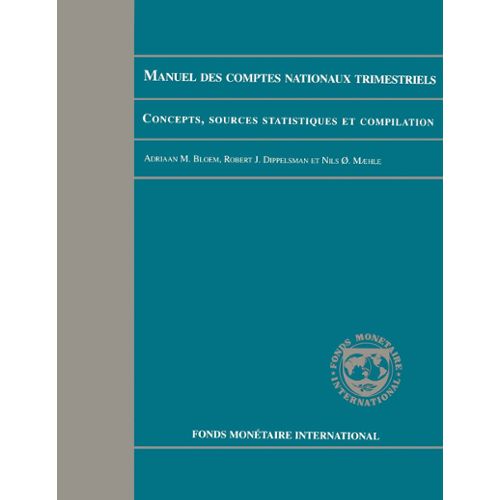 MANUEL DES COMPTES NATIONAUX TRIMESTRIELS
CONCEPTS, SOURCES STATISTIQUES ET COMPILATION
ADRIAAN M. BLOEM, ROBERT J. DIPPELSMAN ET NILS Ø. MÆHLE
FONDS MONÉTAIRE
INTERNATIONAL
FONDS MONÉTAIRE INTERNATIONAL